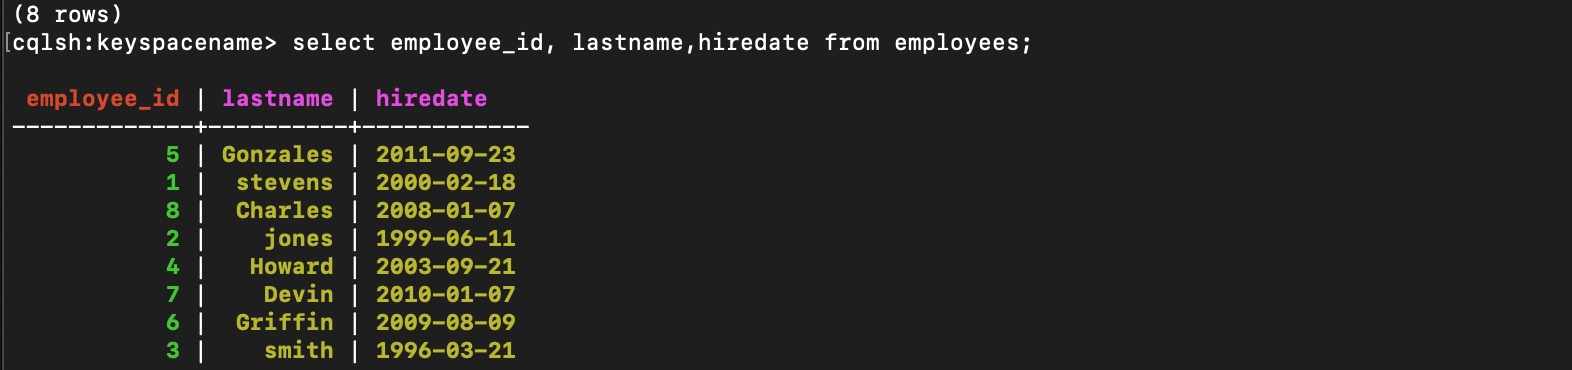 (8 rows)
[cqlsh:keyspacename> select employee_id, lastname,hiredate from employees;
employee_id | lastname | hiredate
-------------+----------+------------
5 | Gonzales | 2011-09-23
1 | stevens | 2000-02-18
8 | Charles | 2008-01-07
2 | jones | 1999-06-11
4 | Howard | 2003-09-21
7 | Devin | 2010-01-07
6 | Griffin | 2009-08-09
3 | smith | 1996-03-21